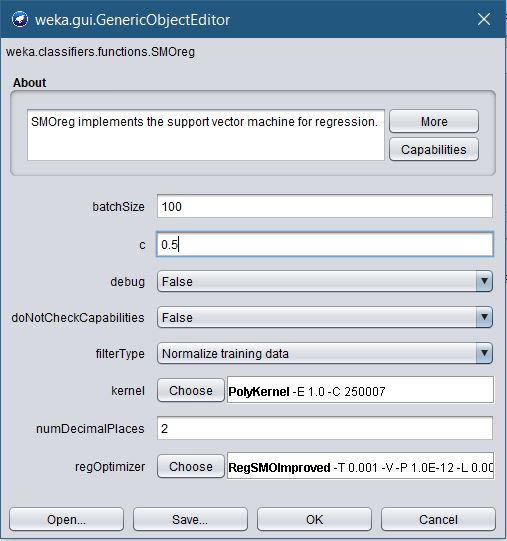 weka.gui.GenericObjectEditor
weka.classifiers.functions.SMOreg
About
SMOreg implements the support vector machine for regression.
More
Capabilities
batchSize 100
c 0.5
debug False
doNotCheckCapabilities False
filterType Normalize training data
kernel Choose PolyKernel -E 1.0 -C 250007
numDecimalPlaces 2
regOptimizer Choose RegSMOImproved -T 0.001 -V -P 1.0E-12 -L 0.00
Open... Save... OK Cancel